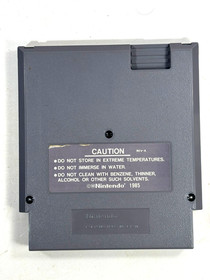 CAUTION
REV-A
• DO NOT STORE IN EXTREME TEMPERATURES.
• DO NOT IMMERSE IN WATER.
• DO NOT CLEAN WITH BENZENE, THINNER,
ALCOHOL OR OTHER SUCH SOLVENTS.
©®Nintendo 1985